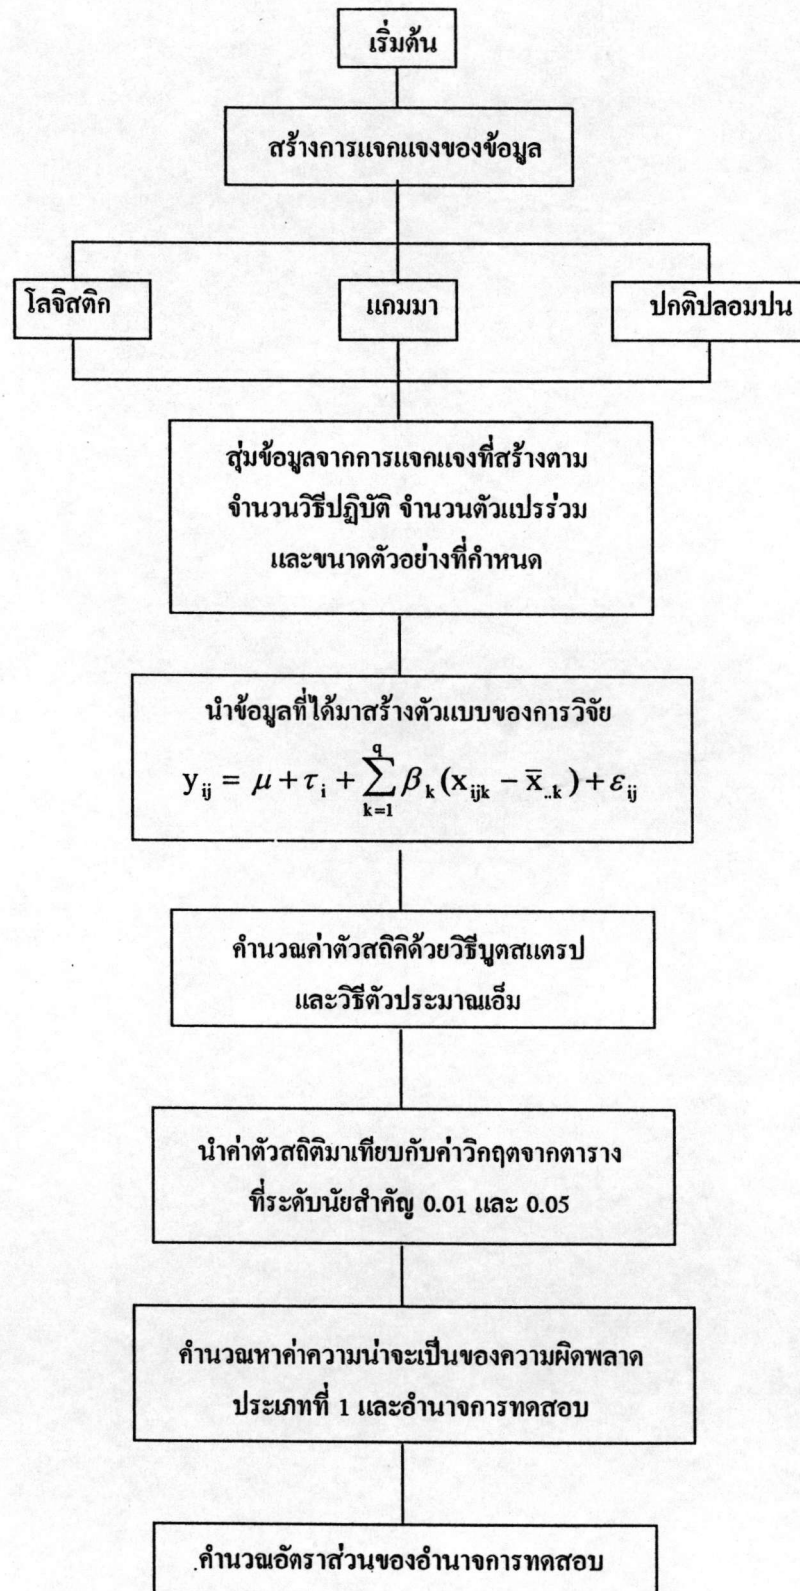 เริ่มต้น
สร้างการแจกแจงของข้อมูล
โลจิสติก
แกมมา
ปกติปลอมปน
สุ่มข้อมูลจากการแจกแจงที่สร้างตาม
จำนวนวิธีปฏิบัติ จำนวนตัวแปรร่วม
และขนาดตัวอย่างที่กำหนด
นำข้อมูลที่ได้มาสร้างตัวแบบของการวิจัย
y_{ij} = μ + τ_i + \sum_{k=1}^{q} β_k (x_{ijk} − x̄_{..k}) + ε_{ij}
คำนวณค่าตัวสถิคิด้วยวิธีบูตสแตรป
และวิธีตัวประมาณเอ็ม
นำค่าตัวสถิติมาเทียบกับค่าวิกฤตจากตาราง
ที่ระดับนัยสำคัญ 0.01 และ 0.05
คำนวณหาค่าความน่าจะเป็นของความผิดพลาด
ประเภทที่ 1 และอำนาจการทดสอบ
คำนวณอัตราส่วนของอำนาจการทดสอบ